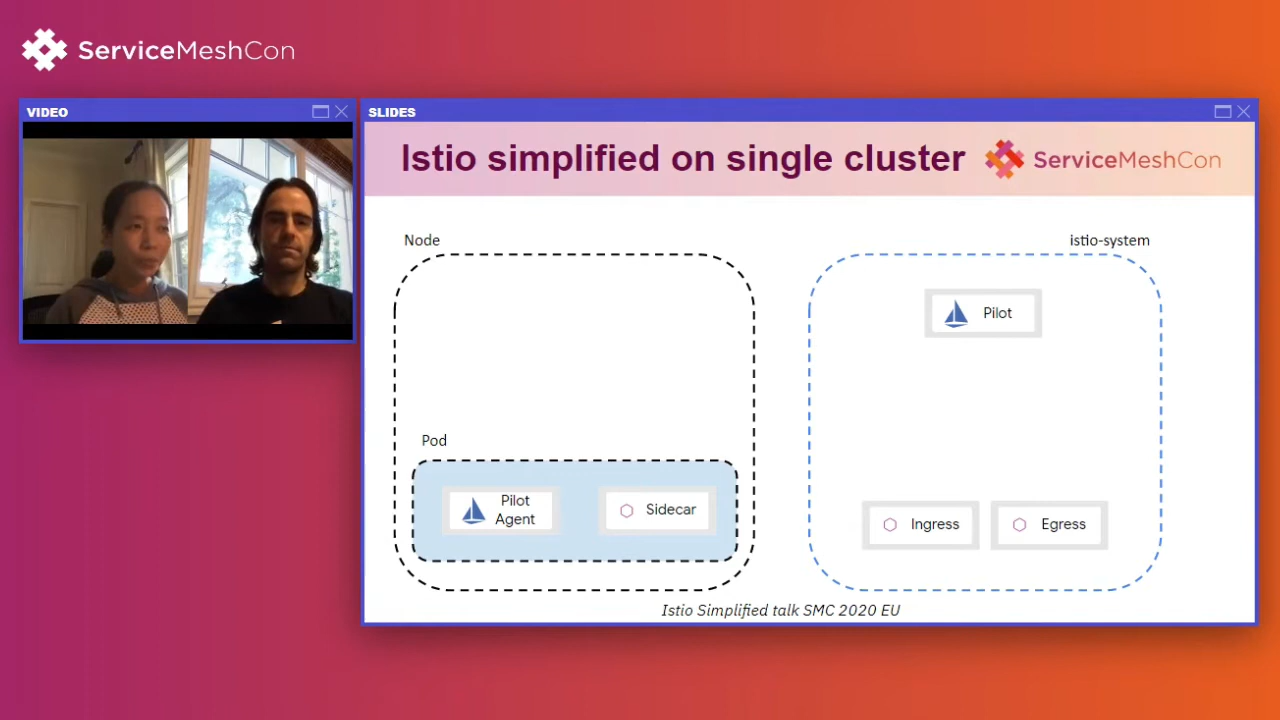 ServiceMeshCon
VIDEO
SLIDES
Istio simplified on single cluster
ServiceMeshCon
Node
istio-system
Pilot
Pod
Pilot
Agent
Sidecar
Ingress
Egress
Istio Simplified talk SMC 2020 EU